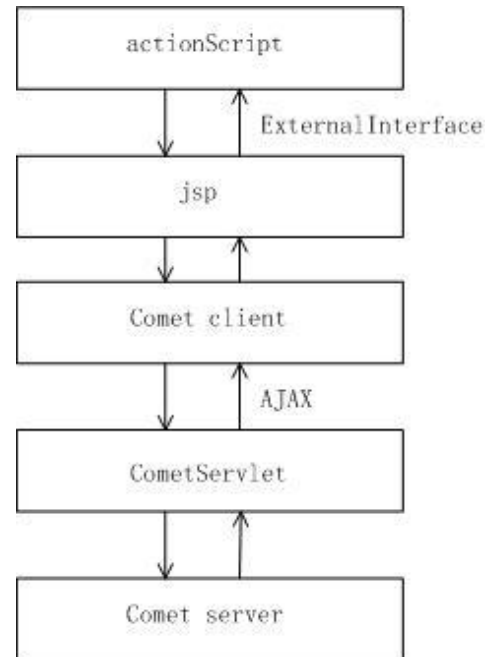 actionScript
ExternalInterface
jsp
Comet client
AJAX
CometServlet
Comet server